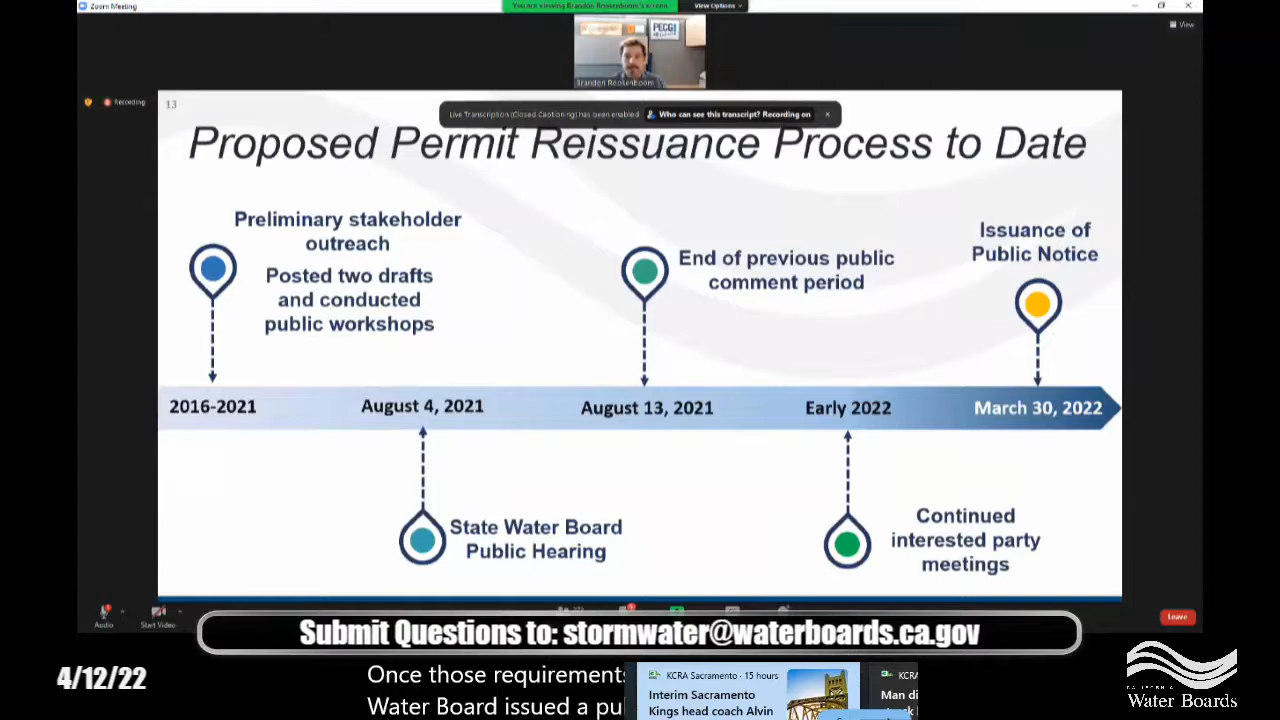 Zoom Meeting
You are viewing Brandon Roosenboom's screen
View Options
View
PECGI
Brandon Roosenboom
Recording
13
Live Transcription (Closed Captioning) has been enabled
Who can see this transcript? Recording on
Proposed Permit Reissuance Process to Date
Preliminary stakeholder
outreach
Posted two drafts
and conducted
public workshops
End of previous public
comment period
Issuance of
Public Notice
2016-2021
August 4, 2021
August 13, 2021
Early 2022
March 30, 2022
State Water Board
Public Hearing
Continued
interested party
meetings
Audio
Start Video
Leave
Submit Questions to: stormwater@waterboards.ca.gov
4/12/22
Once those requirements
Water Board issued a pu
KCRA Sacramento · 15 hours
Interim Sacramento
Kings head coach Alvin
KCRA
Man di
Water Boards